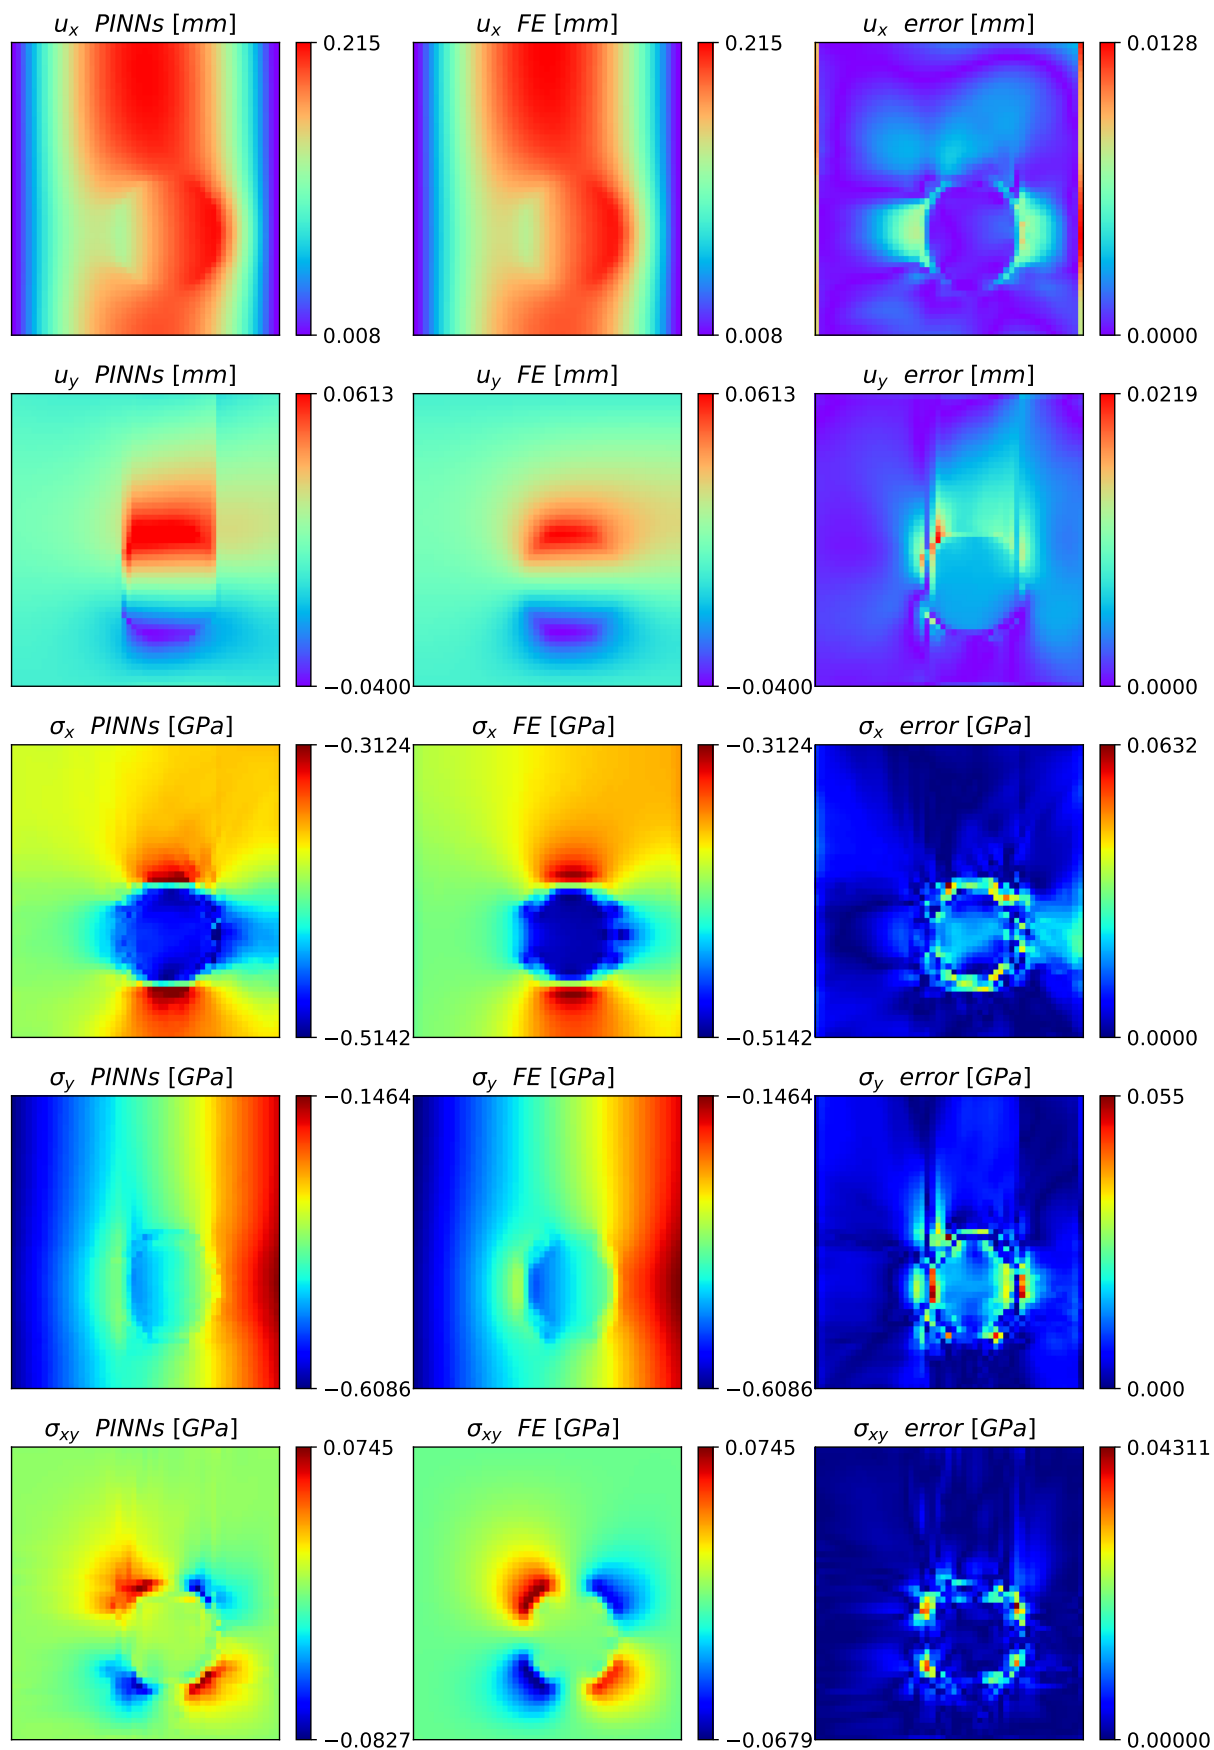 u_x PINNs [mm] u_x FE [mm] u_x error [mm]
0.215 0.215 0.0128
0.008 0.008 0.0000
u_y PINNs [mm] u_y FE [mm] u_y error [mm]
0.0613 0.0613 0.0219
−0.0400 −0.0400 0.0000
σ_x PINNs [GPa] σ_x FE [GPa] σ_x error [GPa]
−0.3124 −0.3124 0.0632
−0.5142 −0.5142 0.0000
σ_y PINNs [GPa] σ_y FE [GPa] σ_y error [GPa]
−0.1464 −0.1464 0.055
−0.6086 −0.6086 0.000
σ_xy PINNs [GPa] σ_xy FE [GPa] σ_xy error [GPa]
0.0745 0.0745 0.04311
−0.0827 −0.0679 0.00000